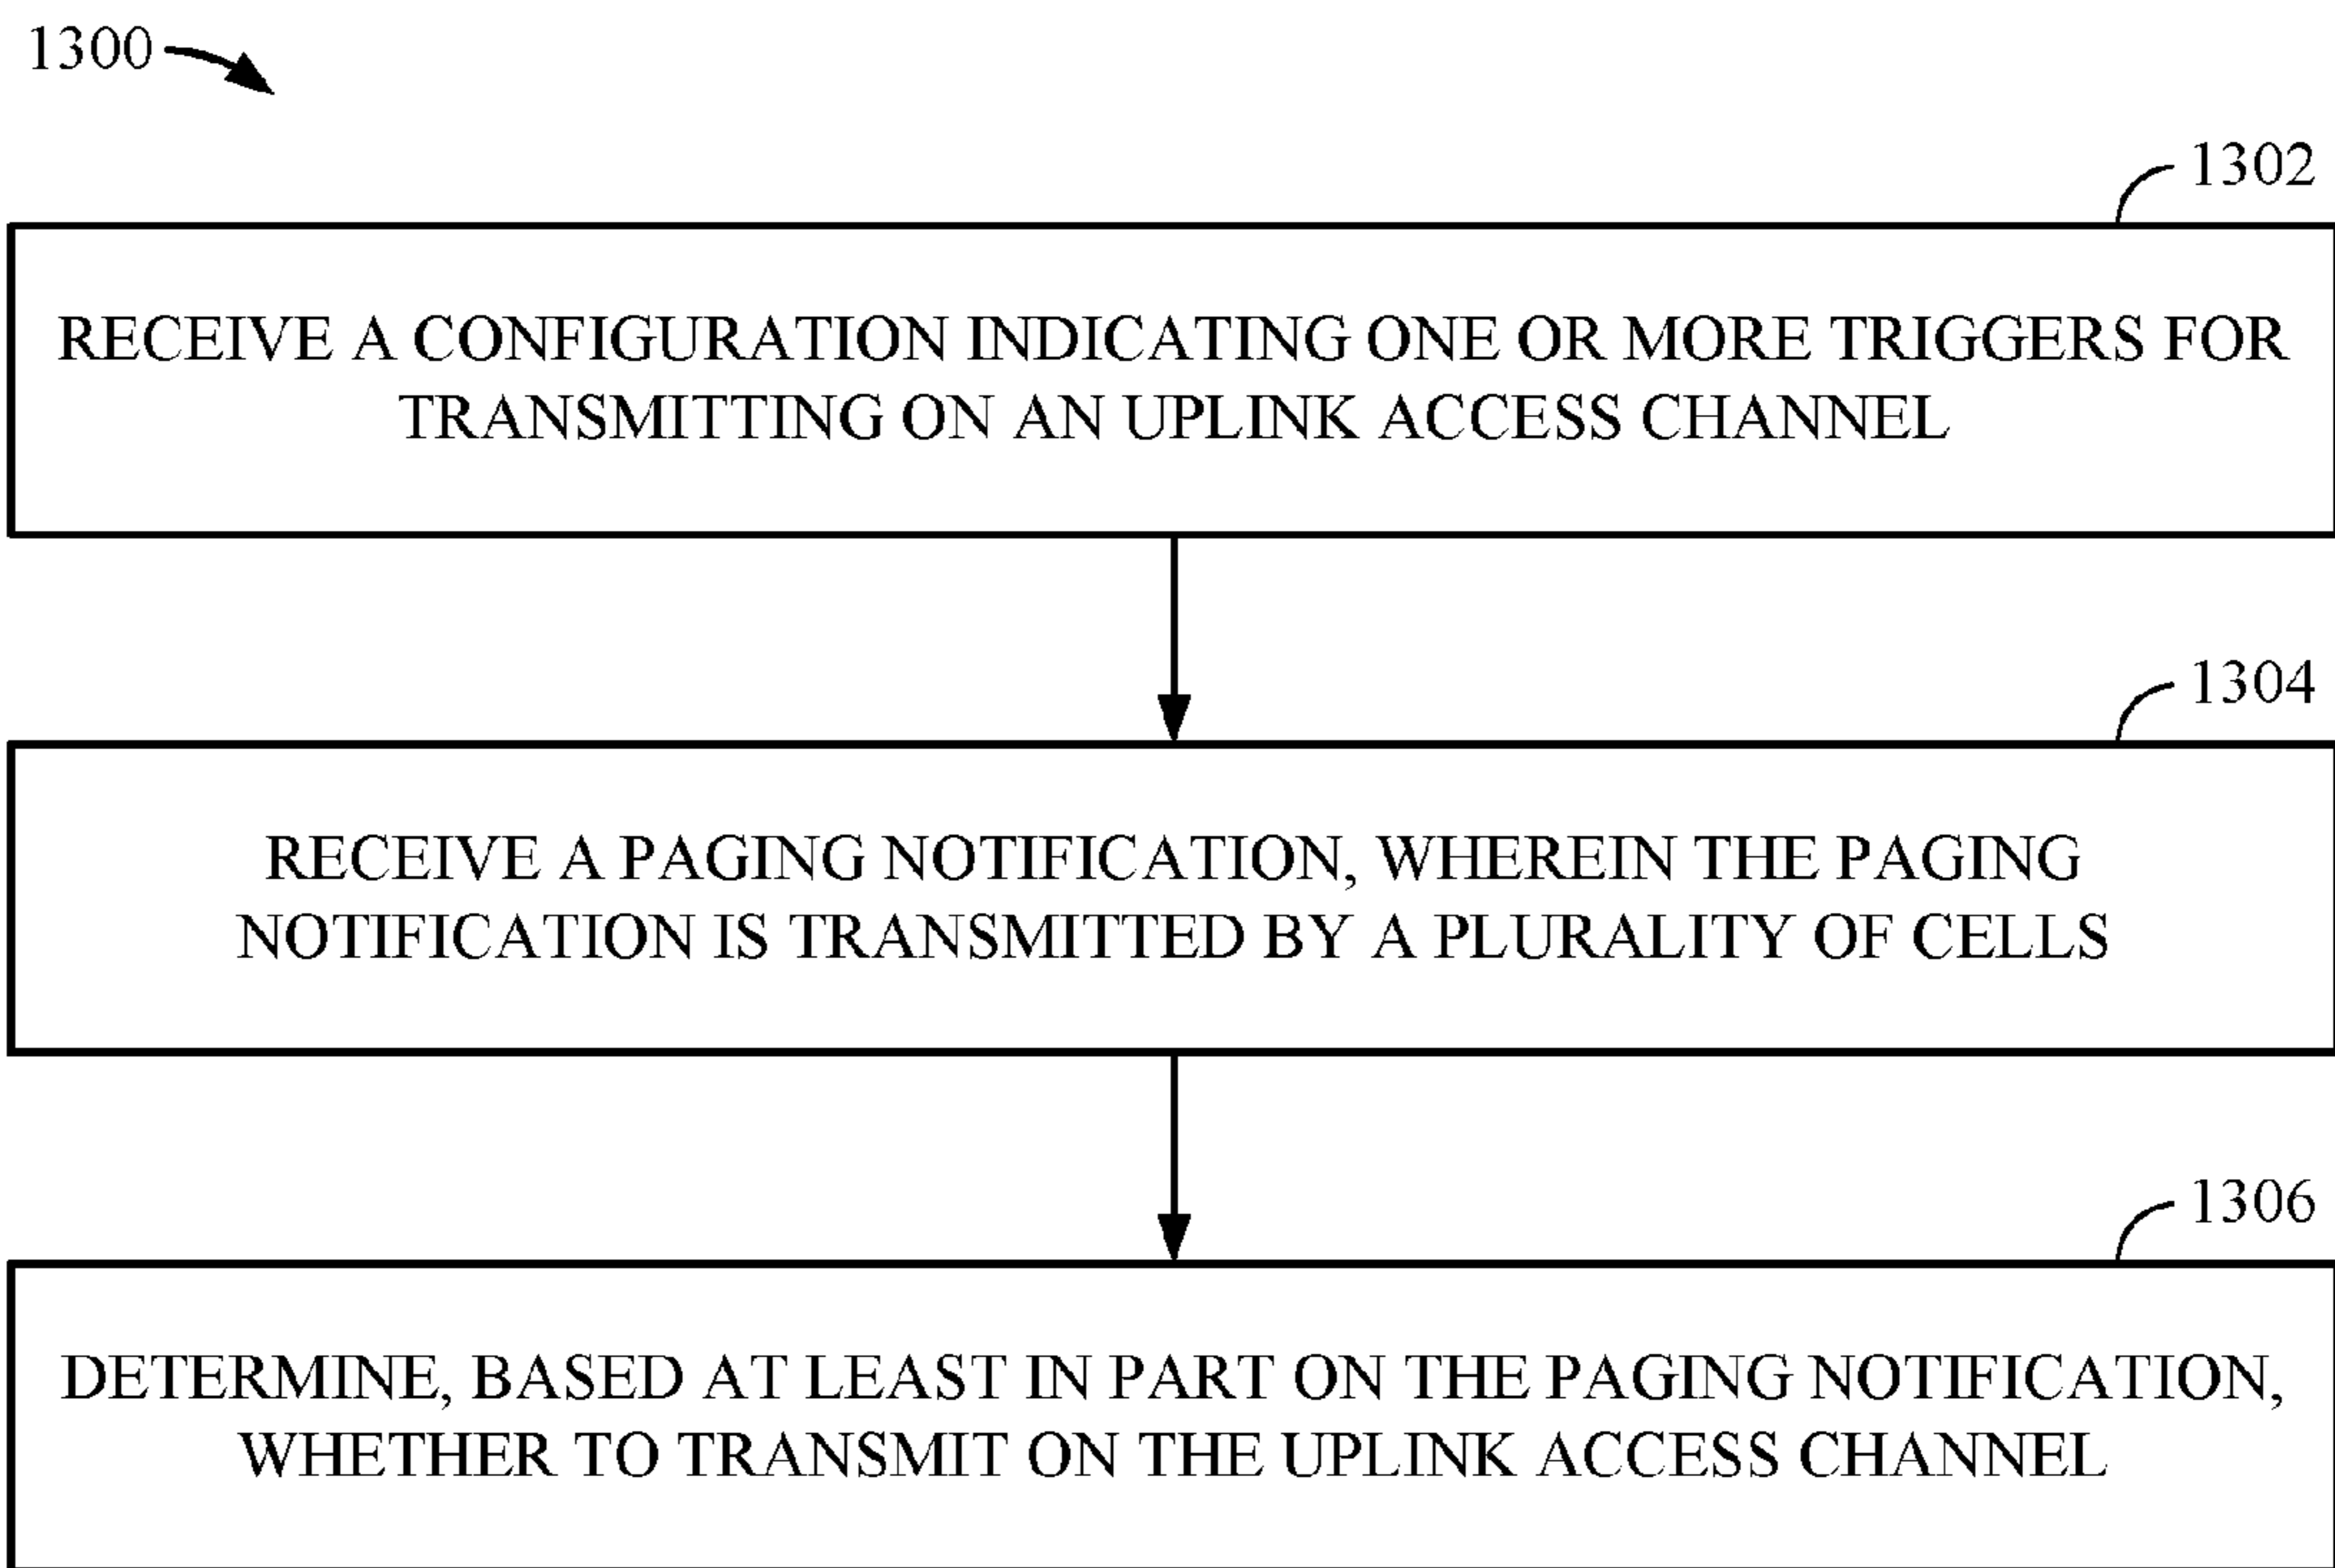 1300
1302
RECEIVE A CONFIGURATION INDICATING ONE OR MORE TRIGGERS FOR
TRANSMITTING ON AN UPLINK ACCESS CHANNEL
1304
RECEIVE A PAGING NOTIFICATION, WHEREIN THE PAGING
NOTIFICATION IS TRANSMITTED BY A PLURALITY OF CELLS
1306
DETERMINE, BASED AT LEAST IN PART ON THE PAGING NOTIFICATION,
WHETHER TO TRANSMIT ON THE UPLINK ACCESS CHANNEL